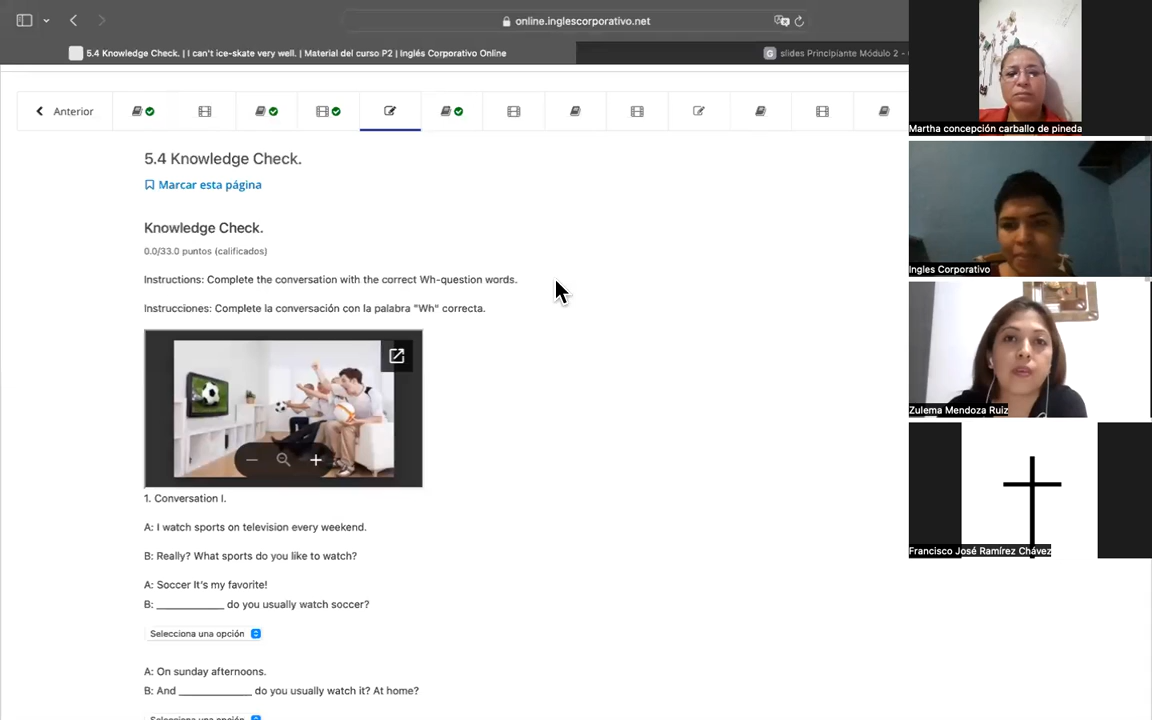 online.inglescorporativo.net
5.4 Knowledge Check. | I can't ice-skate very well. | Material del curso P2 | Inglés Corporativo Online
slides Principiante Módulo 2 -
Anterior
5.4 Knowledge Check.
Marcar esta página
Knowledge Check.
0.0/33.0 puntos (calificados)
Instructions: Complete the conversation with the correct Wh-question words.
Instrucciones: Complete la conversación con la palabra "Wh" correcta.
1. Conversation I.
A: I watch sports on television every weekend.
B: Really? What sports do you like to watch?
A: Soccer It's my favorite!
B: _____________ do you usually watch soccer?
Selecciona una opción
A: On sunday afternoons.
B: And ______________ do you usually watch it? At home?
Martha concepción carballo de pineda
Ingles Corporativo
Zulema Mendoza Ruiz
Francisco José Ramírez Chávez